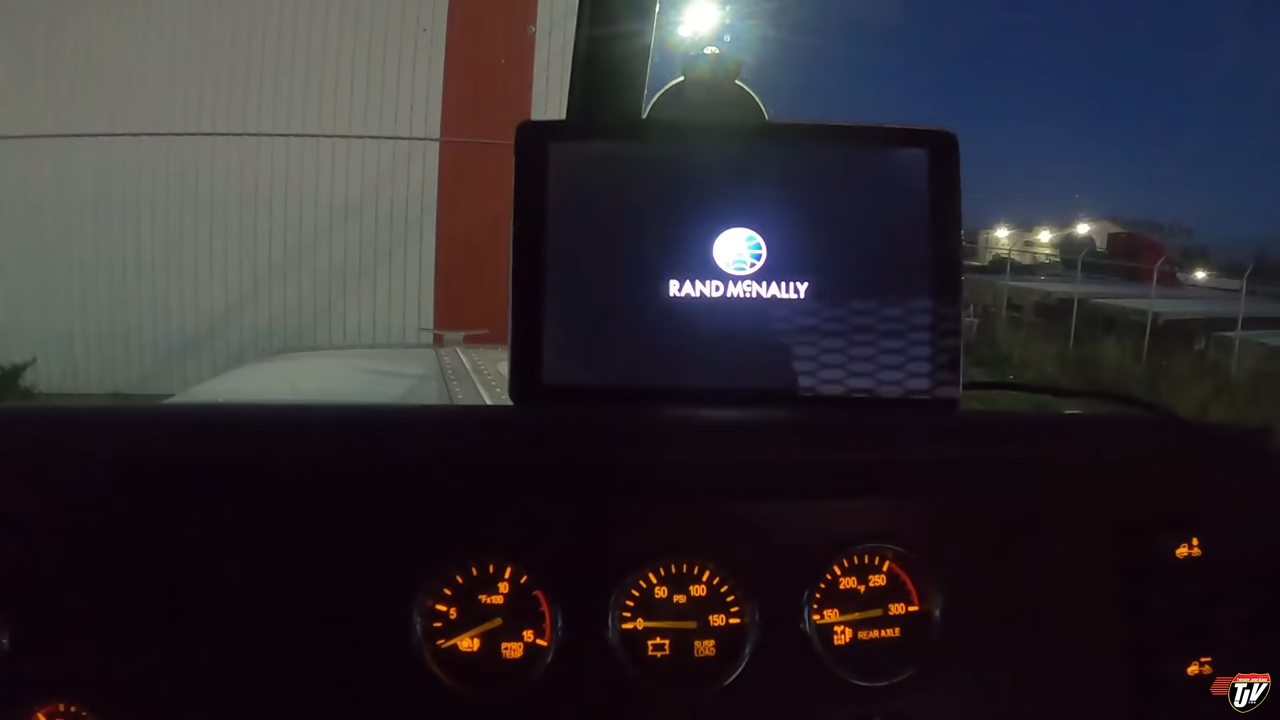 RAND McNALLY
5
10
15
°Fx100
PYRO
TEMP
0
50
100
150
PSI
SUSP
LOAD
150
200
250
300
°F
REAR AXLE
TJV